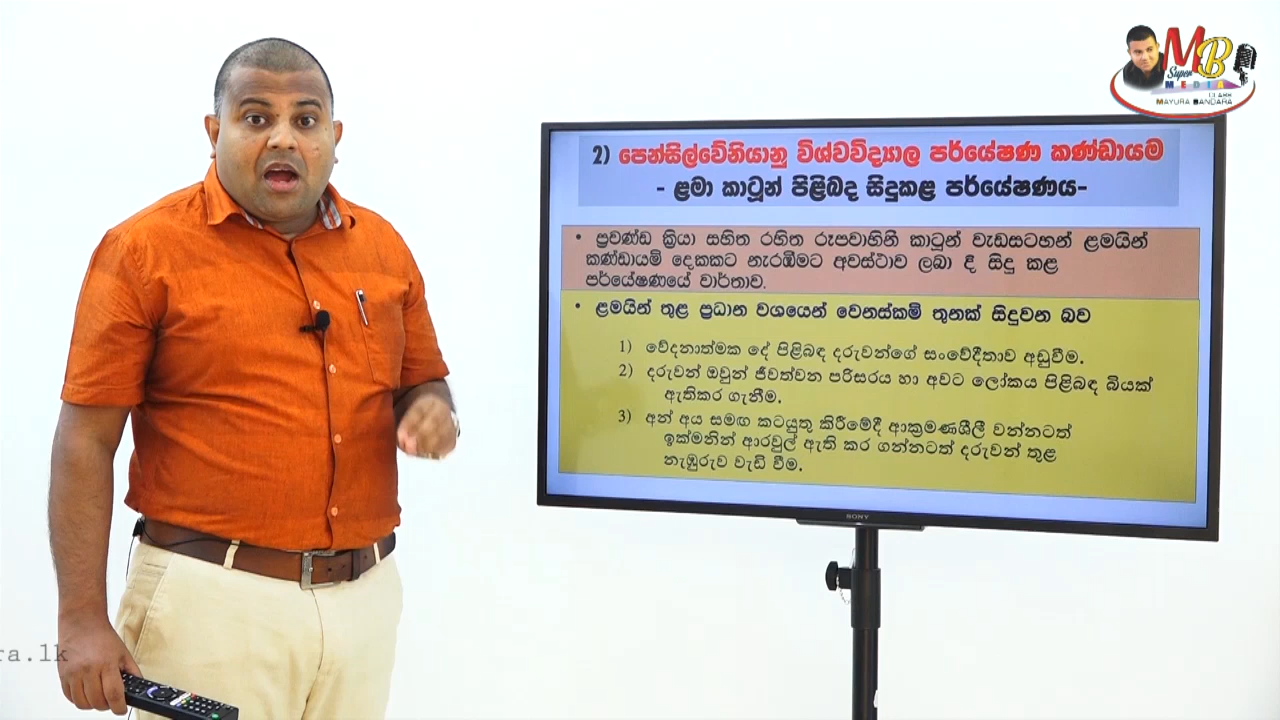 MB
Super
MEDIA
MAYURA BANDARA
2) පෙන්සිල්වේනියානු විශ්වවිද්‍යාල පර්යේෂණ කණ්ඩායම
- ළමා කාටූන් පිළිබද සිදුකළ පර්යේෂණය-
• ප්‍රචණ්ඩ ක්‍රියා සහිත රහිත රූපවාහිනී කාටූන් වැඩසටහන් ළමයින්
කණ්ඩායම් දෙකකට නැරඹීමට අවස්ථාව ලබා දී සිදු කළ
පර්යේෂණයේ වාර්තාව.
• ළමයින් තුළ ප්‍රධාන වශයෙන් වෙනස්කම් තුනක් සිදුවන බව
1) වේදනාත්මක දේ පිළිබඳ දරුවන්ගේ සංවේදීතාව අඩුවීම.
2) දරුවන් ඔවුන් ජීවත්වන පරිසරය හා අවට ලෝකය පිළිබඳ බියක්
ඇතිකර ගැනීම.
3) අන් අය සමඟ කටයුතු කිරීමේදී ආක්‍රමණශීලී වන්නටත්
ඉක්මනින් ආරවුල් ඇති කර ගන්නටත් දරුවන් තුළ
නැඹුරුව වැඩි වීම.
SONY
ra.lk